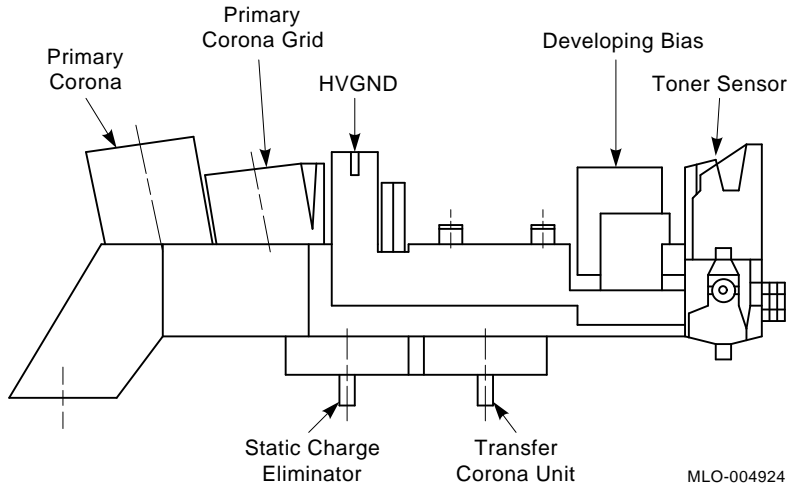 Primary
Corona Grid
Primary
Corona
HVGND
Developing Bias
Toner Sensor
Static Charge
Eliminator
Transfer
Corona Unit
MLO-004924